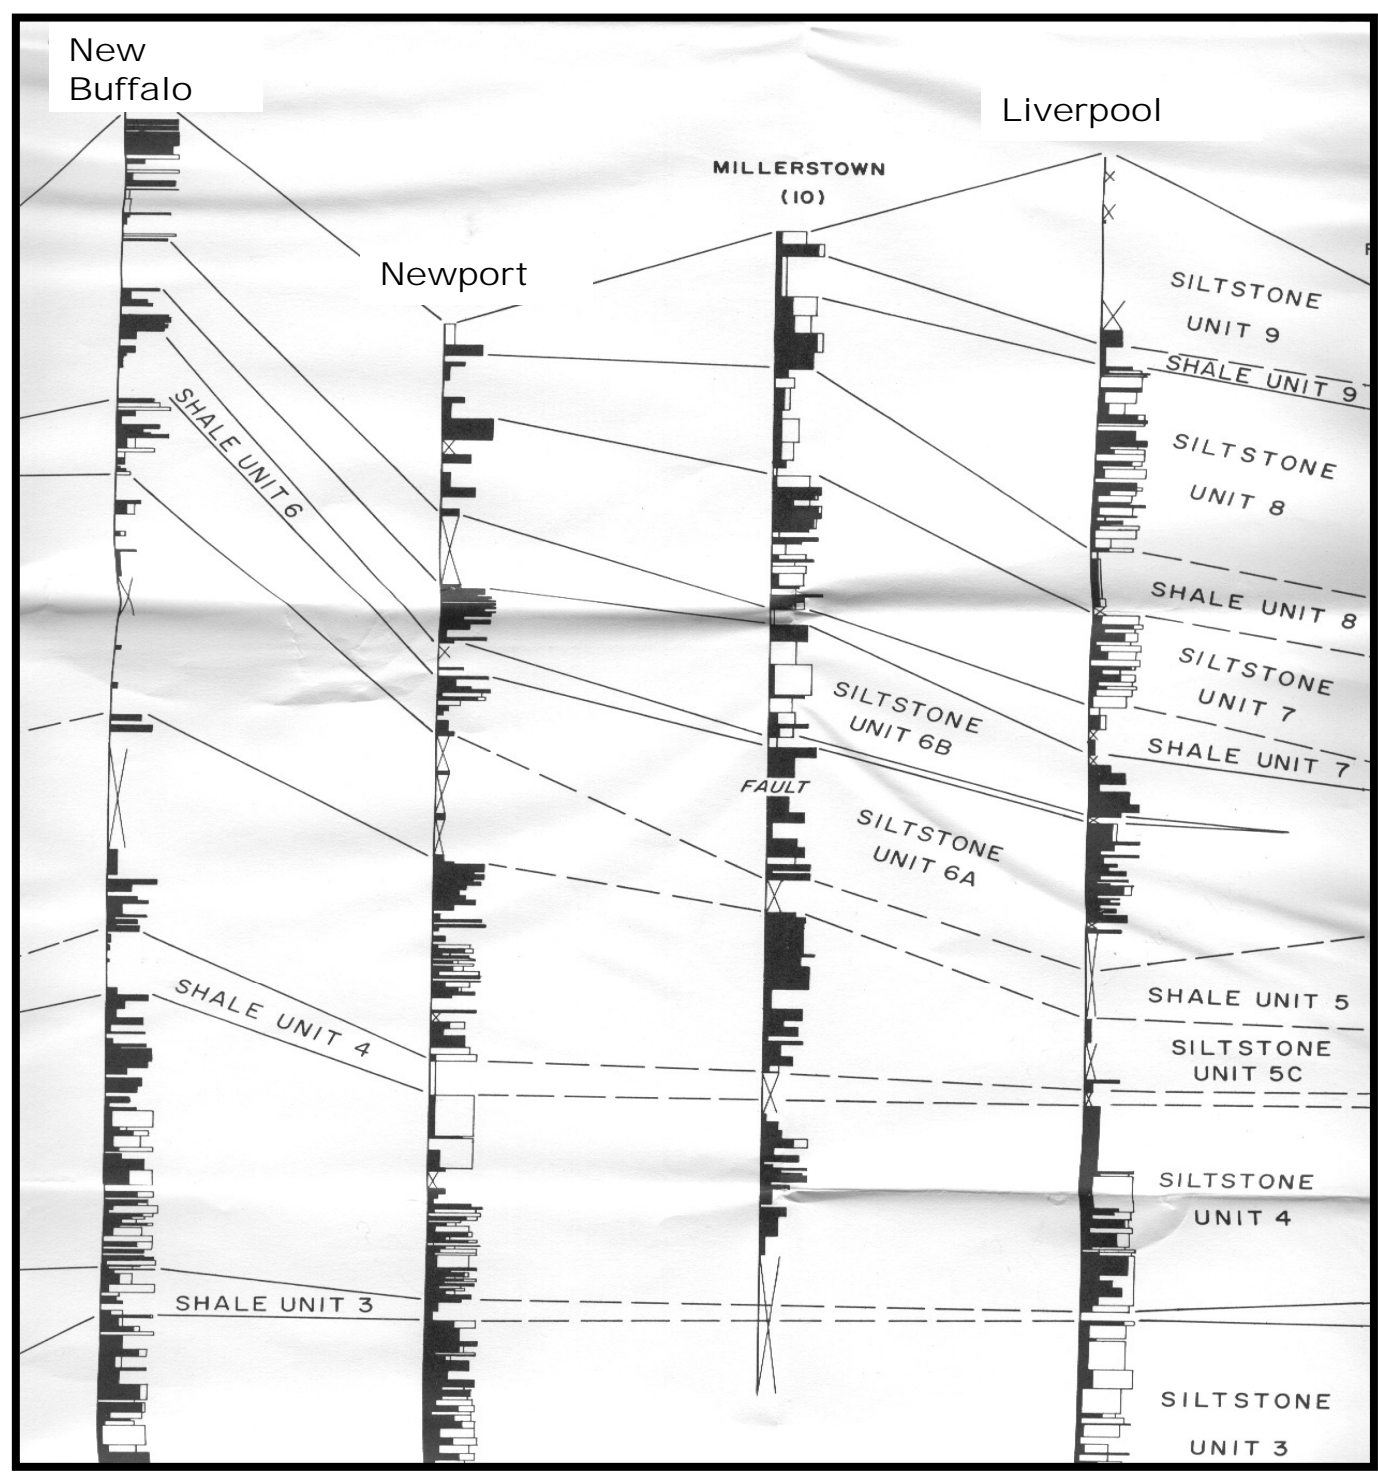 New
Buffalo
Liverpool
MILLERSTOWN
(10)
Newport
SILTSTONE
UNIT 9
SHALE UNIT 9
SHALE UNIT 6
SILTSTONE
UNIT 8
SHALE UNIT 8
SILTSTONE
UNIT 7
SILTSTONE
UNIT 6B
SHALE UNIT 7
FAULT
SILTSTONE
UNIT 6A
SHALE UNIT 4
SHALE UNIT 5
SILTSTONE
UNIT 5C
SILTSTONE
UNIT 4
SHALE UNIT 3
SILTSTONE
UNIT 3